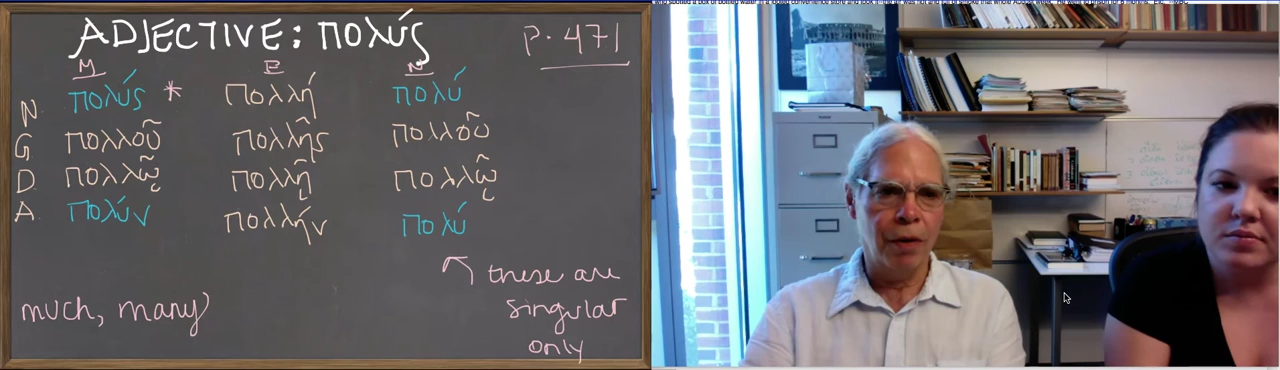 ADJECTIVE: πολύς
p. 471
M F N
N πολύς * πολλή πολύ
G πολλοῦ πολλῆς πολλοῦ
D πολλῷ πολλῇ πολλῷ
A πολύν πολλήν πολύ
these are
singular
only
much, many